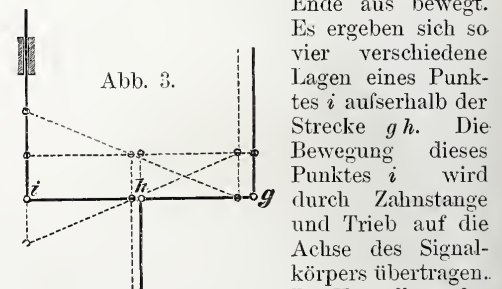 Ende aus bewegt.
Es ergeben sich so
vier verschiedene
Lagen eines Punk-
tes i aufserhalb der
Strecke g h. Die
Bewegung dieses
Punktes i wird
durch Zahnstange
und Trieb auf die
Achse des Signal-
körpers übertragen.
Abb. 3.
i
h
g